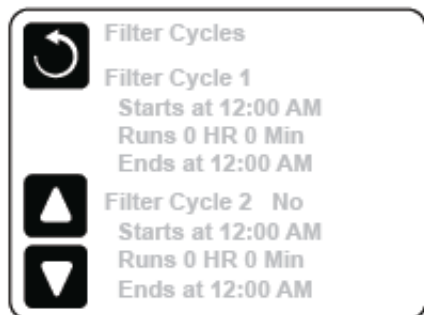 Filter Cycles
Filter Cycle 1
Starts at 12:00 AM
Runs 0 HR 0 Min
Ends at 12:00 AM
Filter Cycle 2 No
Starts at 12:00 AM
Runs 0 HR 0 Min
Ends at 12:00 AM